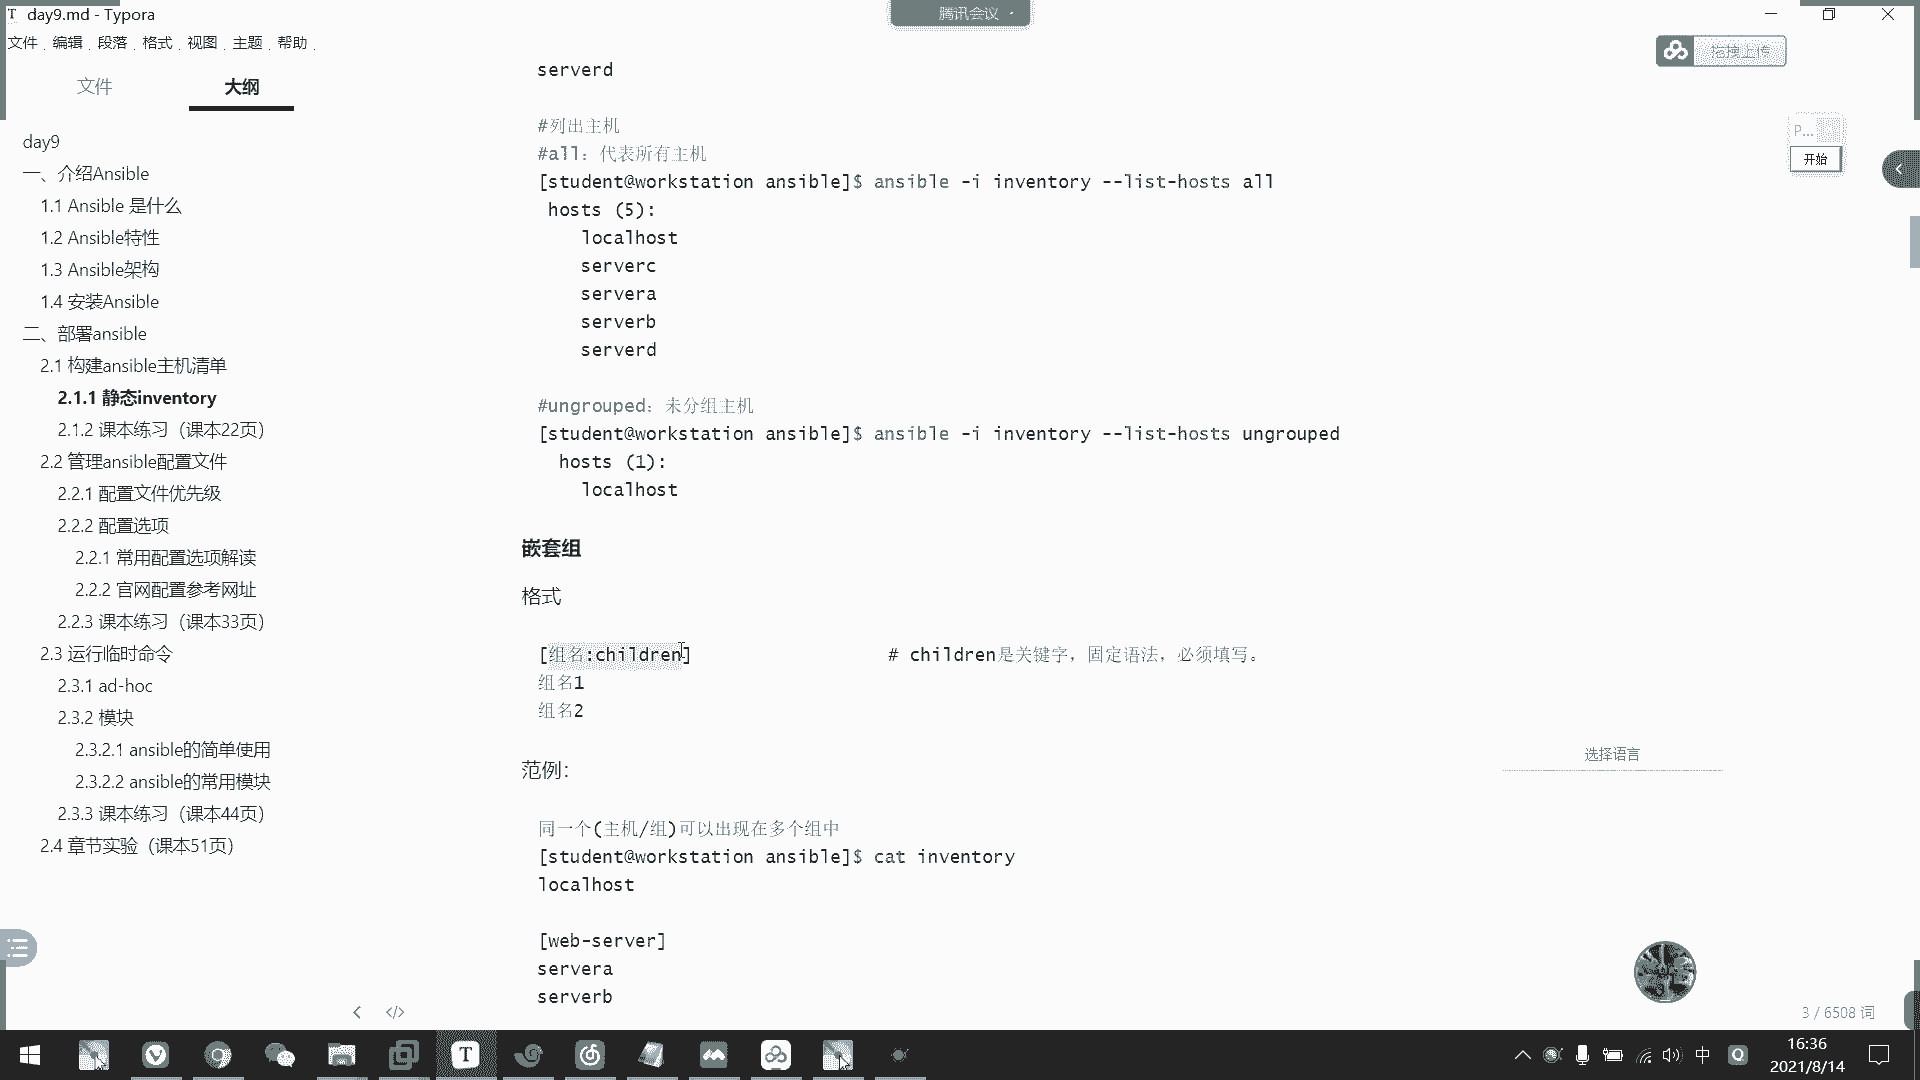 day9.md - Typora
腾讯会议
文件 编辑 段落 格式 视图 主题 帮助
拖拽上传
文件 大纲
day9
一、介绍Ansible
1.1 Ansible 是什么
1.2 Ansible特性
1.3 Ansible架构
1.4 安装Ansible
二、部署ansible
2.1 构建ansible主机清单
2.1.1 静态inventory
2.1.2 课本练习（课本22页）
2.2 管理ansible配置文件
2.2.1 配置文件优先级
2.2.2 配置选项
2.2.1 常用配置选项解读
2.2.2 官网配置参考网址
2.2.3 课本练习（课本33页）
2.3 运行临时命令
2.3.1 ad-hoc
2.3.2 模块
2.3.2.1 ansible的简单使用
2.3.2.2 ansible的常用模块
2.3.3 课本练习（课本44页）
2.4 章节实验（课本51页）
serverd
#列出主机
#all：代表所有主机
[student@workstation ansible]$ ansible -i inventory --list-hosts all
hosts (5):
localhost
serverc
servera
serverb
serverd
#ungrouped：未分组主机
[student@workstation ansible]$ ansible -i inventory --list-hosts ungrouped
hosts (1):
localhost
嵌套组
格式
[组名:children] # children是关键字，固定语法，必须填写。
组名1
组名2
范例：
同一个(主机/组)可以出现在多个组中
[student@workstation ansible]$ cat inventory
localhost
[web-server]
servera
serverb
P...
开始
选择语言
3 / 6508 词
中
16:36
2021/8/14